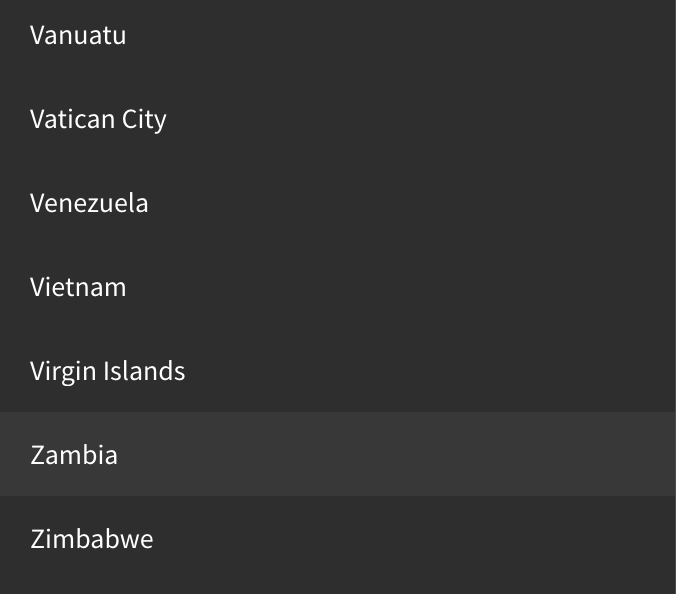 Vanuatu
Vatican City
Venezuela
Vietnam
Virgin Islands
Zambia
Zimbabwe